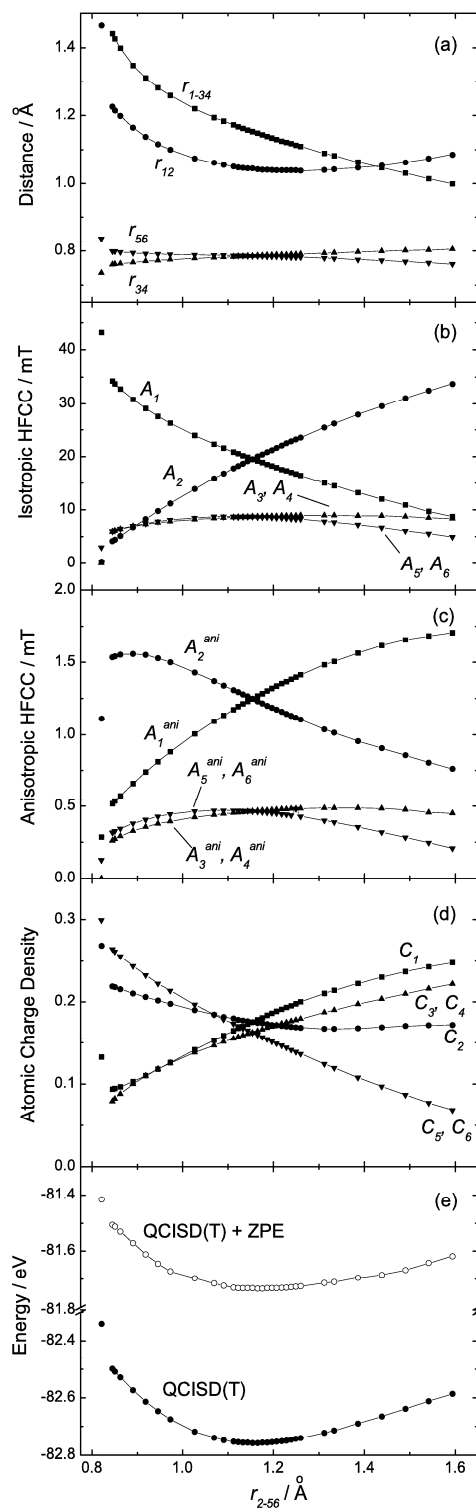 (a)
1.4
1.2
1.0
0.8
Distance / Å
r1-34
r12
r56
r34
(b)
40
30
20
10
0
Isotropic HFCC / mT
A1
A2
A3, A4
A5, A6
(c)
2.0
1.5
1.0
0.5
0.0
Anisotropic HFCC / mT
A2ani
A1ani
A5ani, A6ani
A3ani, A4ani
(d)
0.3
0.2
0.1
0.0
Atomic Charge Density
C1
C3, C4
C2
C5, C6
(e)
-81.4
-81.6
-81.8
-82.4
-82.6
-82.8
Energy / eV
QCISD(T) + ZPE
QCISD(T)
0.8 1.0 1.2 1.4 1.6
r2-56 / Å